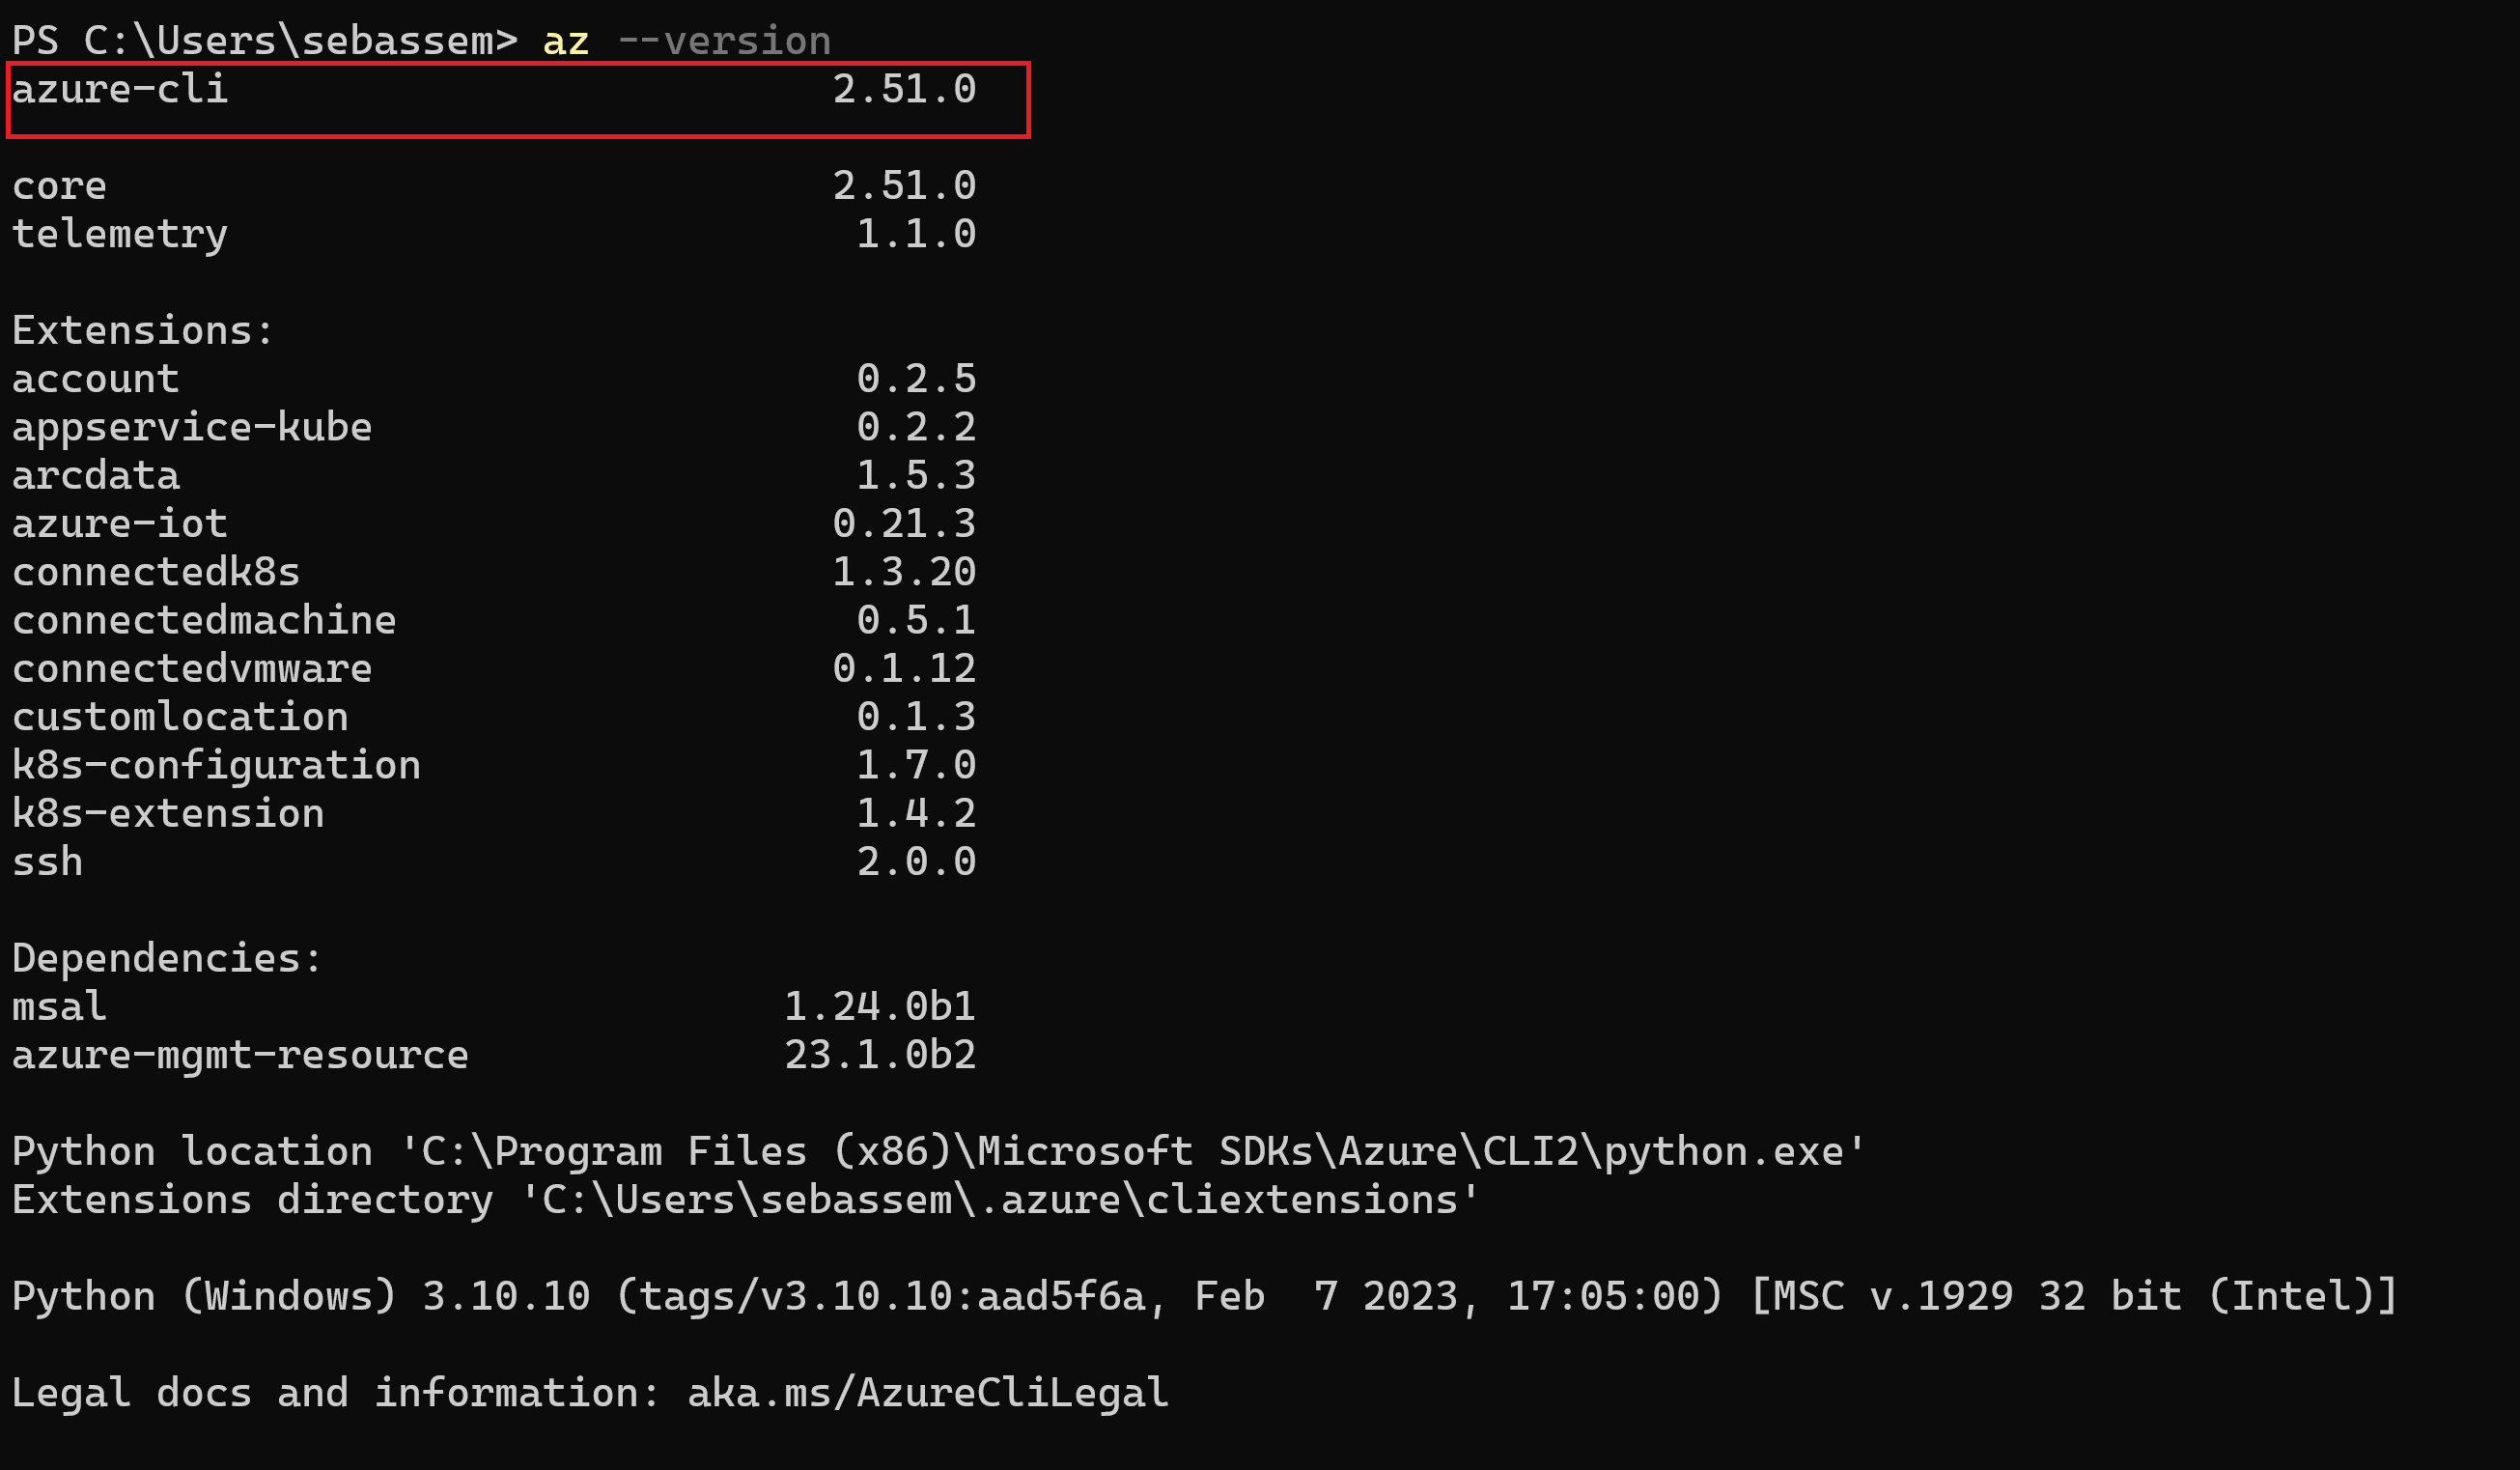 PS C:\Users\sebassem> az --version
azure-cli                         2.51.0

core                              2.51.0
telemetry                          1.1.0

Extensions:
account                            0.2.5
appservice-kube                    0.2.2
arcdata                            1.5.3
azure-iot                         0.21.3
connectedk8s                      1.3.20
connectedmachine                   0.5.1
connectedvmware                   0.1.12
customlocation                     0.1.3
k8s-configuration                  1.7.0
k8s-extension                      1.4.2
ssh                                2.0.0

Dependencies:
msal                            1.24.0b1
azure-mgmt-resource             23.1.0b2

Python location 'C:\Program Files (x86)\Microsoft SDKs\Azure\CLI2\python.exe'
Extensions directory 'C:\Users\sebassem\.azure\cliextensions'

Python (Windows) 3.10.10 (tags/v3.10.10:aad5f6a, Feb  7 2023, 17:05:00) [MSC v.1929 32 bit (Intel)]

Legal docs and information: aka.ms/AzureCliLegal